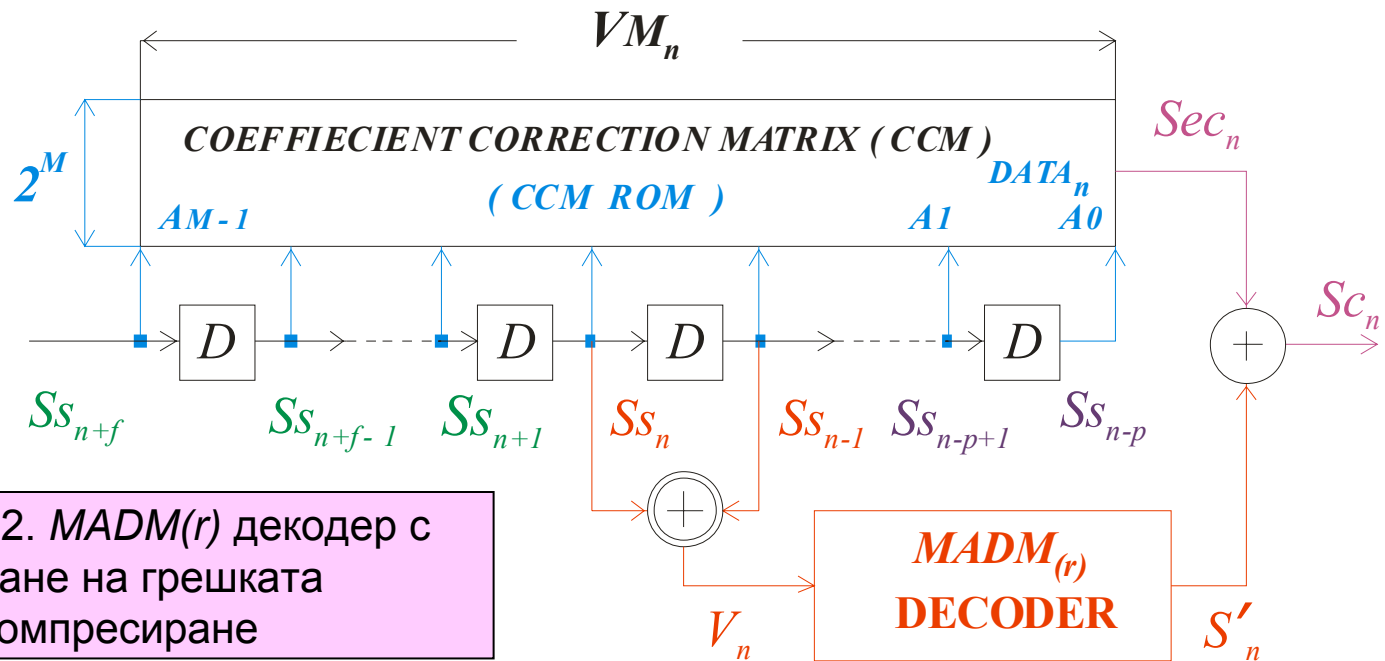 VMₙ
COEFFIECIENT CORRECTION MATRIX ( CCM )
( CCM ROM )
DATAₙ
2^M
AM-1
A1
A0
Secₙ
D
D
D
D
+
Scₙ
Ssₙ₊f
Ssₙ₊f₋₁
Ssₙ₊₁
Ssₙ
Ssₙ₋₁
Ssₙ₋ₚ₊₁
Ssₙ₋ₚ
+
2. MADM(r) декодер с
ане на грешката
омпресиране
MADM(r)
DECODER
Vₙ
S′ₙ